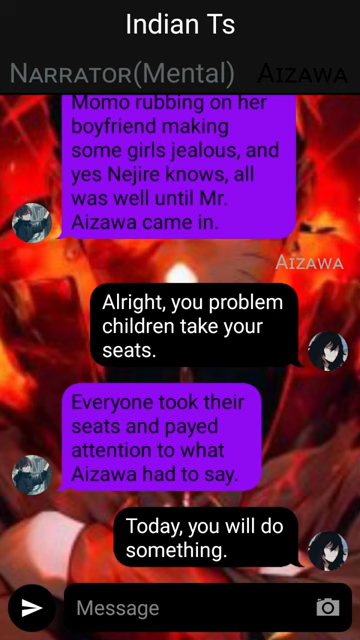 Indian Ts
Narrator(Mental) Aizawa
Momo rubbing on her
boyfriend making
some girls jealous, and
yes Nejire knows, all
was well until Mr.
Aizawa came in.
Aizawa
Alright, you problem
children take your
seats.
Everyone took their
seats and payed
attention to what
Aizawa had to say.
Today, you will do
something.
Message